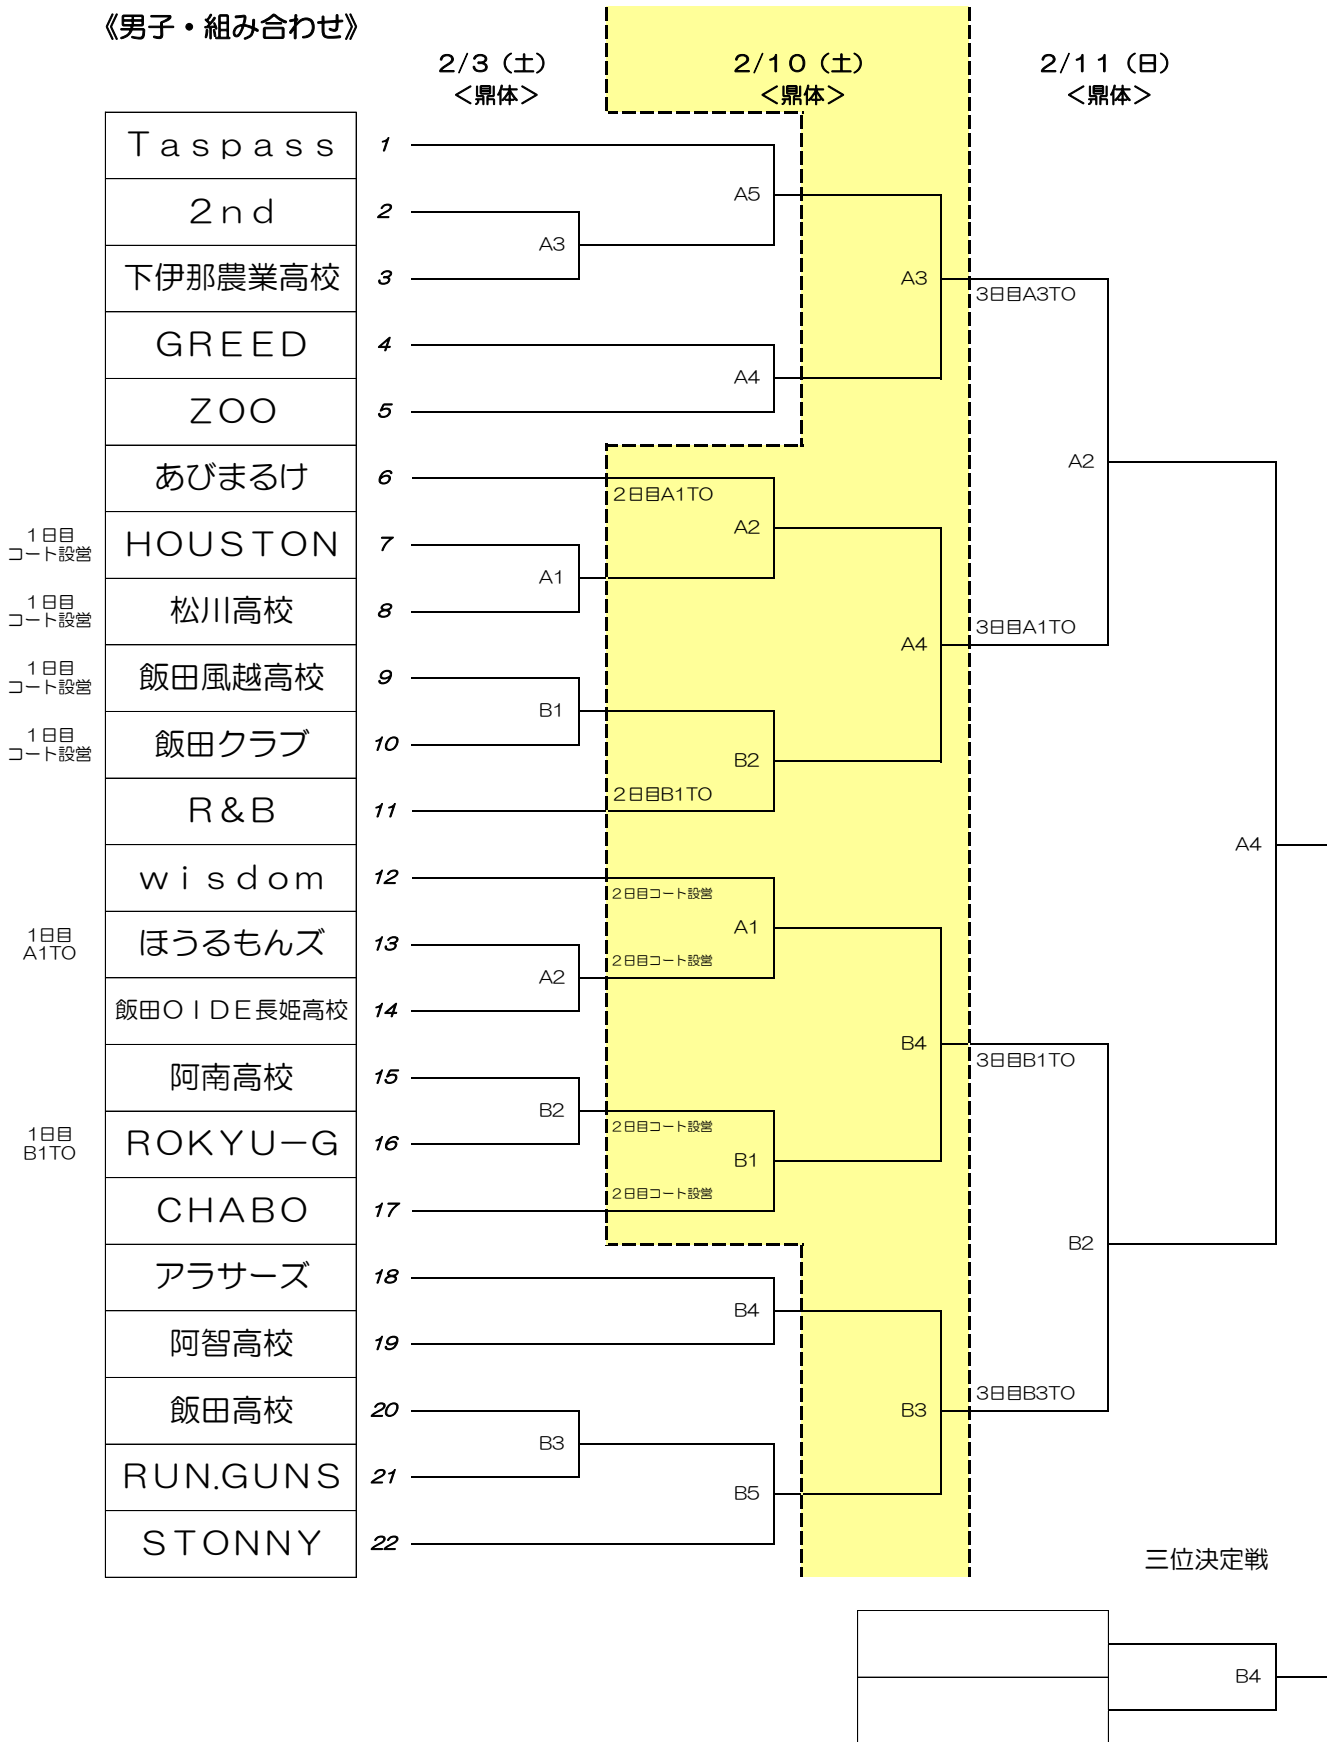 《男子・組み合わせ》
2/3（土）
＜鼎体＞
2/10（土）
＜鼎体＞
2/11（日）
＜鼎体＞
Ｔａｓｐａｓｓ 1
A5
２ｎｄ 2
A3
下伊那農業高校 3
A3
3日目A3TO
ＧＲＥＥＤ 4
A4
ＺＯＯ 5
A2
あびまるけ 6
２日目A1TO
A2
1日目
コート設営
ＨＯＵＳＴＯＮ 7
A1
1日目
コート設営
松川高校 8
3日目A1TO
A4
1日目
コート設営
飯田風越高校 9
B1
1日目
コート設営
飯田クラブ 10
B2
２日目B1TO
Ｒ＆Ｂ 11
A4
ｗｉｓｄｏｍ 12
２日目コート設営
A1
1日目
A1TO
ほうるもんズ 13
２日目コート設営
A2
飯田ＯＩＤＥ長姫高校 14
B4
3日目B1TO
阿南高校 15
B2
２日目コート設営
1日目
B1TO
ＲＯＫＹＵ－Ｇ 16
B1
２日目コート設営
ＣＨＡＢＯ 17
B2
アラサーズ 18
B4
阿智高校 19
3日目B3TO
飯田高校 20
B3
B3
ＲＵＮ.ＧＵＮＳ 21
B5
ＳＴＯＮＮＹ 22
三位決定戦
B4